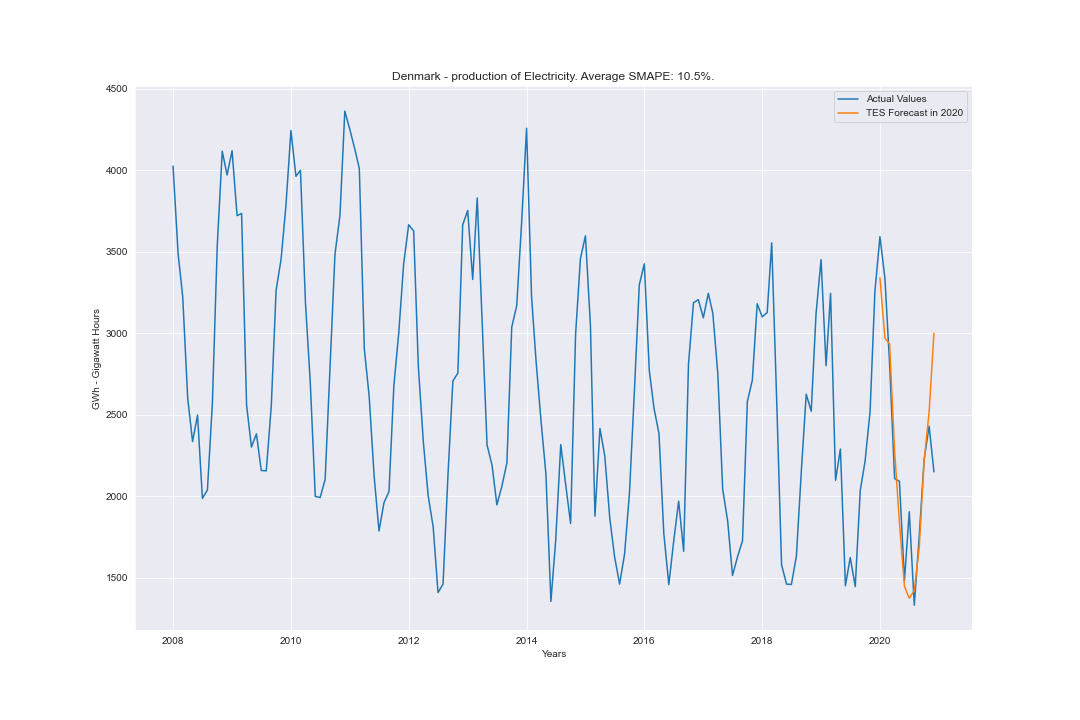 Denmark - production of Electricity. Average SMAPE: 10.5%.
Actual Values
TES Forecast in 2020
GWh - Gigawatt Hours
4500
4000
3500
3000
2500
2000
1500
2008 2010 2012 2014 2016 2018 2020
Years